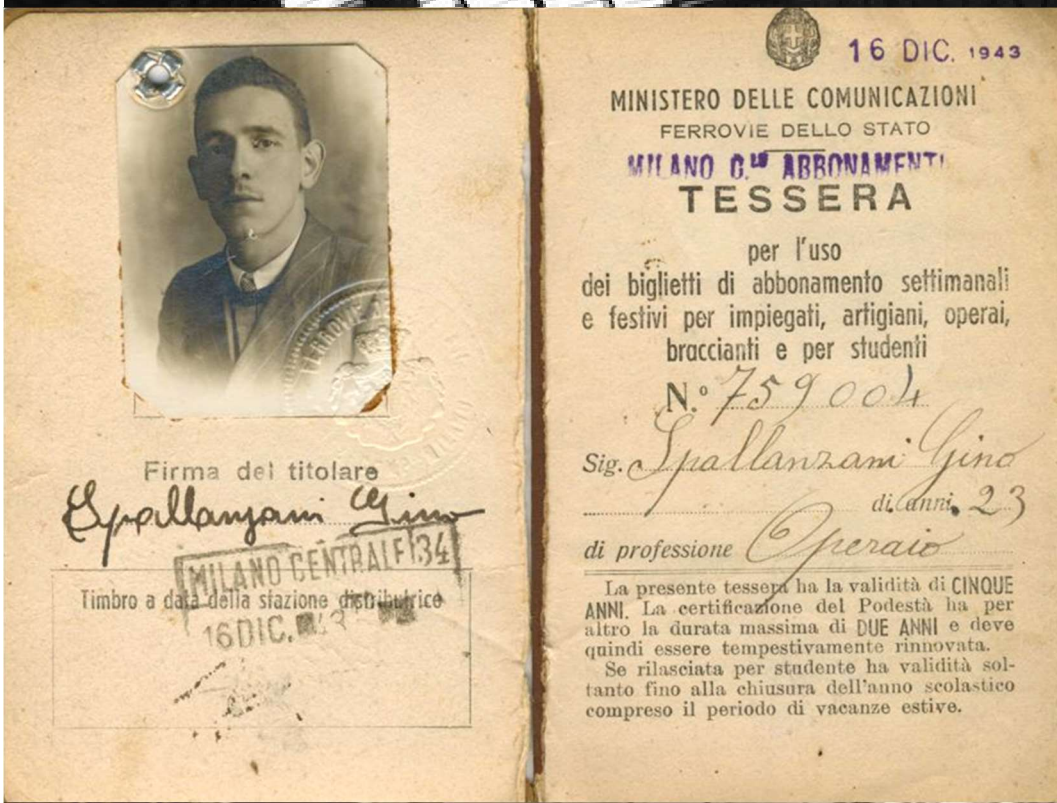 Firma del titolare
Spallanzani Gino
MILANO CENTRALE 34
Timbro a data della stazione distributrice
16 DIC. 43
16 DIC. 1943
MINISTERO DELLE COMUNICAZIONI
FERROVIE DELLO STATO
MILANO C.le ABBONAMENTI
TESSERA
per l'uso
dei biglietti di abbonamento settimanali
e festivi per impiegati, artigiani, operai,
braccianti e per studenti
N.° 759004
Sig. Spallanzani Gino
di anni 23
di professione Operaio
La presente tessera ha la validità di CINQUE
ANNI. La certificazione del Podestà ha per
altro la durata massima di DUE ANNI e deve
quindi essere tempestivamente rinnovata.
Se rilasciata per studente ha validità sol-
tanto fino alla chiusura dell'anno scolastico
compreso il periodo di vacanze estive.